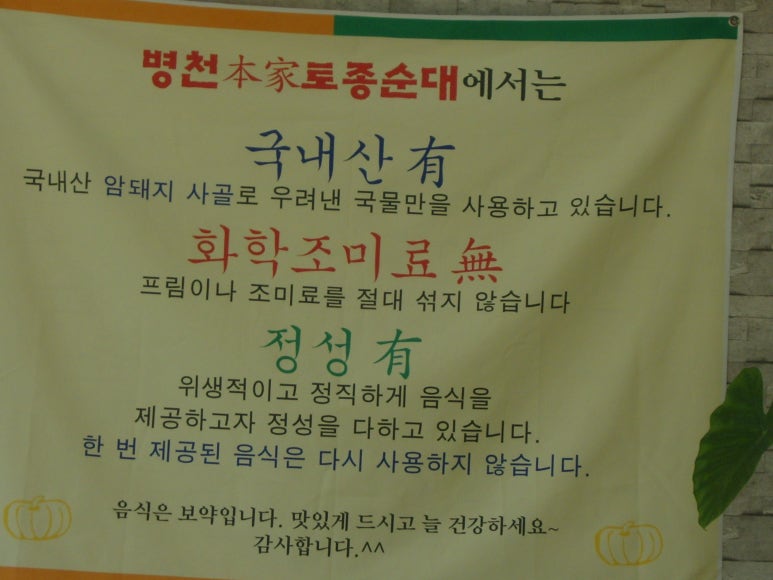 병천本家토종순대에서는
국내산 有
국내산 암돼지 사골로 우려낸 국물만을 사용하고 있습니다.
화학조미료 無
프림이나 조미료를 절대 섞지 않습니다
정성 有
위생적이고 정직하게 음식을
제공하고자 정성을 다하고 있습니다.
한 번 제공된 음식은 다시 사용하지 않습니다.
음식은 보약입니다. 맛있게 드시고 늘 건강하세요~
감사합니다.^^